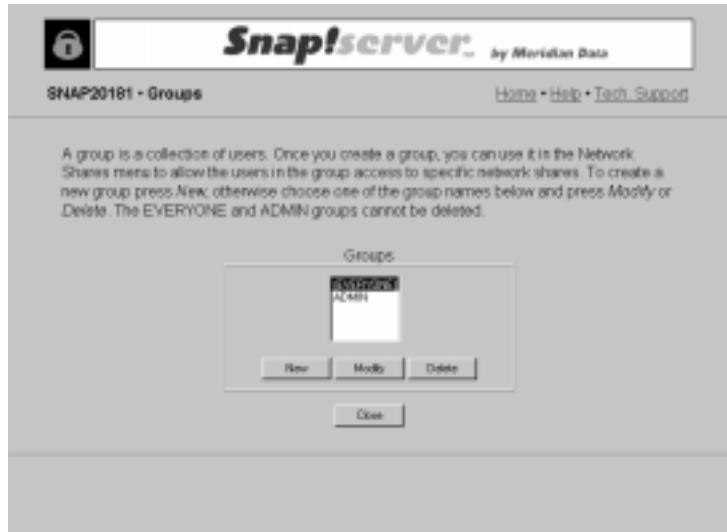 Snap!server™ by Meridian Data
SNAP20181 • Groups
Home • Help • Tech. Support
A group is a collection of users. Once you create a group, you can use it in the Network
Shares menu to allow the users in the group access to specific network shares. To create a
new group press New, otherwise choose one of the group names below and press Modify or
Delete. The EVERYONE and ADMIN groups cannot be deleted.
Groups
EVERYONE
ADMIN
New Modify Delete
Close